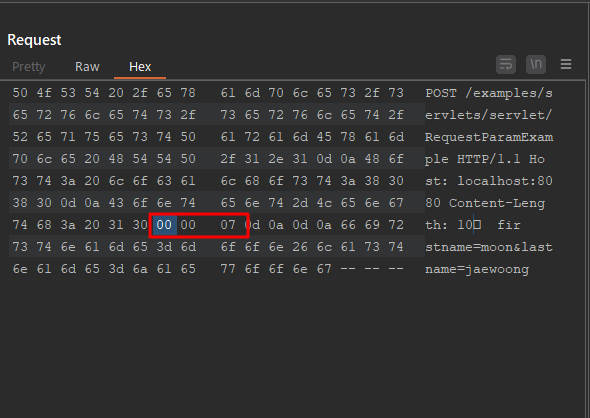 Request
Pretty Raw Hex \n
50 4f 53 54 20 2f 65 78 61 6d 70 6c 65 73 2f 73 POST /examples/s
65 72 76 6c 65 74 73 2f 73 65 72 76 6c 65 74 2f ervlets/servlet/
52 65 71 75 65 73 74 50 61 72 61 6d 45 78 61 6d RequestParamExam
70 6c 65 20 48 54 54 50 2f 31 2e 31 0d 0a 48 6f ple HTTP/1.1 Ho
73 74 3a 20 6c 6f 63 61 6c 68 6f 73 74 3a 38 30 st: localhost:80
38 30 0d 0a 43 6f 6e 74 65 6e 74 2d 4c 65 6e 67 80 Content-Leng
74 68 3a 20 31 30 00 00 07 0d 0a 0d 0a 66 69 72 th: 10 fir
73 74 6e 61 6d 65 3d 6d 6f 6f 6e 26 6c 61 73 74 stname=moon&last
6e 61 6d 65 3d 6a 61 65 77 6f 6f 6e 67 -- -- -- name=jaewoong